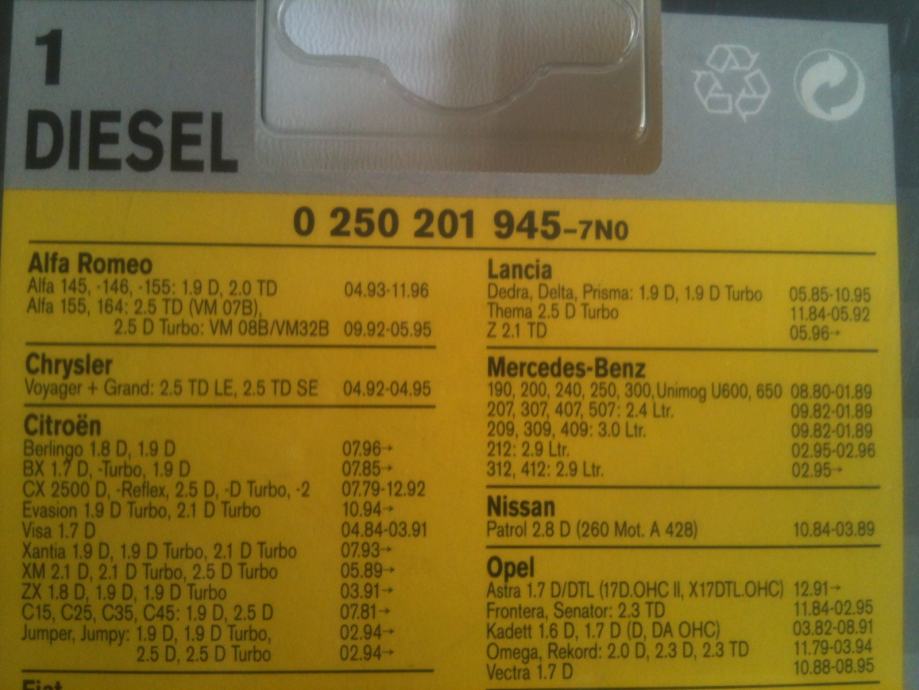 1
DIESEL
0 250 201 945-7N0
Alfa Romeo
Alfa 145, -146, -155: 1.9 D, 2.0 TD 04.93-11.96
Alfa 155, 164: 2.5 TD (VM 07B),
2.5 D Turbo: VM 08B/VM32B 09.92-05.95
Chrysler
Voyager + Grand: 2.5 TD LE, 2.5 TD SE 04.92-04.95
Citroën
Berlingo 1.8 D, 1.9 D 07.96→
BX 1.7 D, -Turbo, 1.9 D 07.85→
CX 2500 D, -Reflex, 2.5 D, -D Turbo, -2 07.79-12.92
Evasion 1.9 D Turbo, 2.1 D Turbo 10.94→
Visa 1.7 D 04.84-03.91
Xantia 1.9 D, 1.9 D Turbo, 2.1 D Turbo 07.93→
XM 2.1 D, 2.1 D Turbo, 2.5 D Turbo 05.89→
ZX 1.8 D, 1.9 D, 1.9 D Turbo 03.91→
C15, C25, C35, C45: 1.9 D, 2.5 D 07.81→
Jumper, Jumpy: 1.9 D, 1.9 D Turbo, 02.94→
2.5 D, 2.5 D Turbo 02.94→
Fiat
Lancia
Dedra, Delta, Prisma: 1.9 D, 1.9 D Turbo 05.85-10.95
Thema 2.5 D Turbo 11.84-05.92
Z 2.1 TD 05.96→
Mercedes-Benz
190, 200, 240, 250, 300,Unimog U600, 650 08.80-01.89
207, 307, 407, 507: 2.4 Ltr. 09.82-01.89
209, 309, 409: 3.0 Ltr. 09.82-01.89
212: 2.9 Ltr. 02.95-02.96
312, 412: 2.9 Ltr. 02.95→
Nissan
Patrol 2.8 D (260 Mot. A 428) 10.84-03.89
Opel
Astra 1.7 D/DTL (17D.OHC II, X17DTL.OHC) 12.91→
Frontera, Senator: 2.3 TD 11.84-02.95
Kadett 1.6 D, 1.7 D (D, DA OHC) 03.82-08.91
Omega, Rekord: 2.0 D, 2.3 D, 2.3 TD 11.79-03.94
Vectra 1.7 D 10.88-08.95